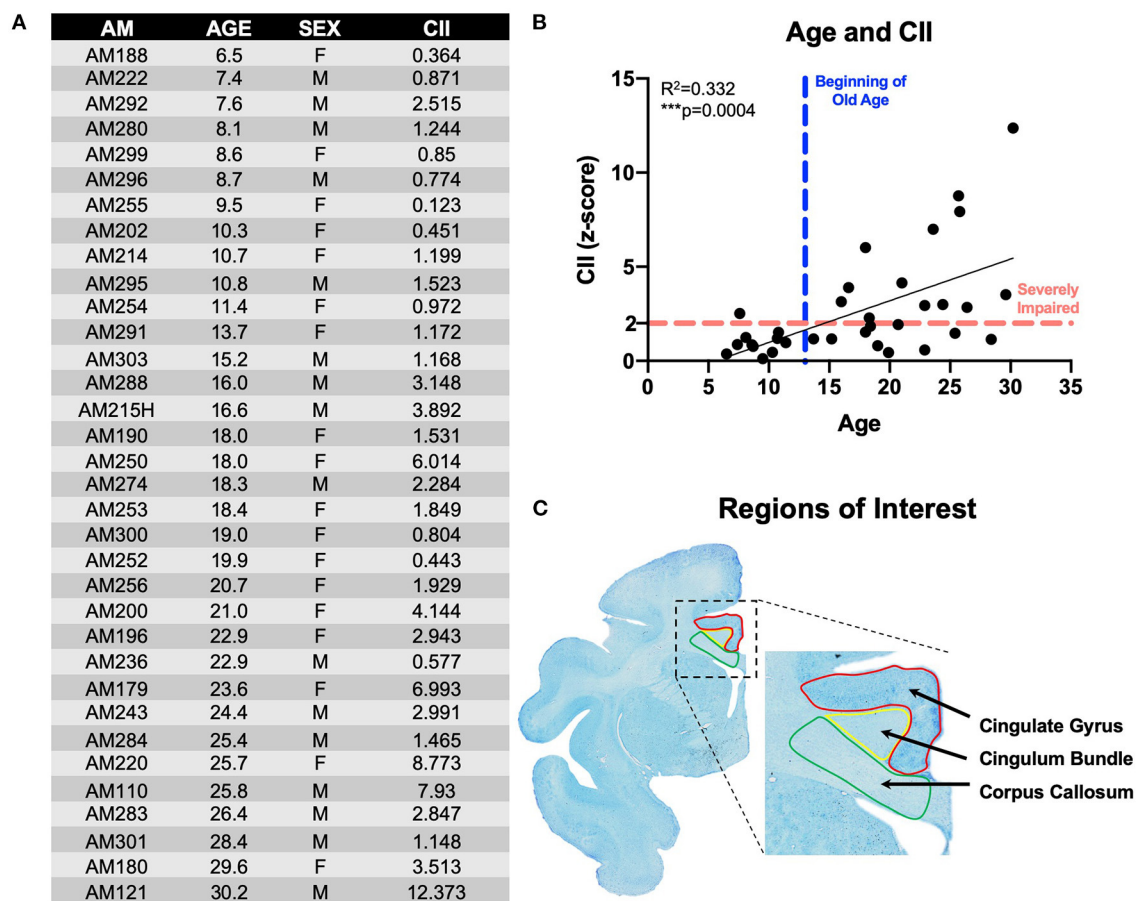 A
AM AGE SEX CII
AM188 6.5 F 0.364
AM222 7.4 M 0.871
AM292 7.6 M 2.515
AM280 8.1 M 1.244
AM299 8.6 F 0.85
AM296 8.7 M 0.774
AM255 9.5 F 0.123
AM202 10.3 F 0.451
AM214 10.7 F 1.199
AM295 10.8 M 1.523
AM254 11.4 F 0.972
AM291 13.7 F 1.172
AM303 15.2 M 1.168
AM288 16.0 M 3.148
AM215H 16.6 M 3.892
AM190 18.0 F 1.531
AM250 18.0 F 6.014
AM274 18.3 M 2.284
AM253 18.4 F 1.849
AM300 19.0 F 0.804
AM252 19.9 F 0.443
AM256 20.7 F 1.929
AM200 21.0 F 4.144
AM196 22.9 F 2.943
AM236 22.9 M 0.577
AM179 23.6 F 6.993
AM243 24.4 M 2.991
AM284 25.4 M 1.465
AM220 25.7 F 8.773
AM110 25.8 M 7.93
AM283 26.4 M 2.847
AM301 28.4 M 1.148
AM180 29.6 F 3.513
AM121 30.2 M 12.373
B
Age and CII
R²=0.332
***p=0.0004
Beginning of
Old Age
Severely
Impaired
CII (z-score)
15
10
5
2
0
0 5 10 15 20 25 30 35
Age
C
Regions of Interest
Cingulate Gyrus
Cingulum Bundle
Corpus Callosum